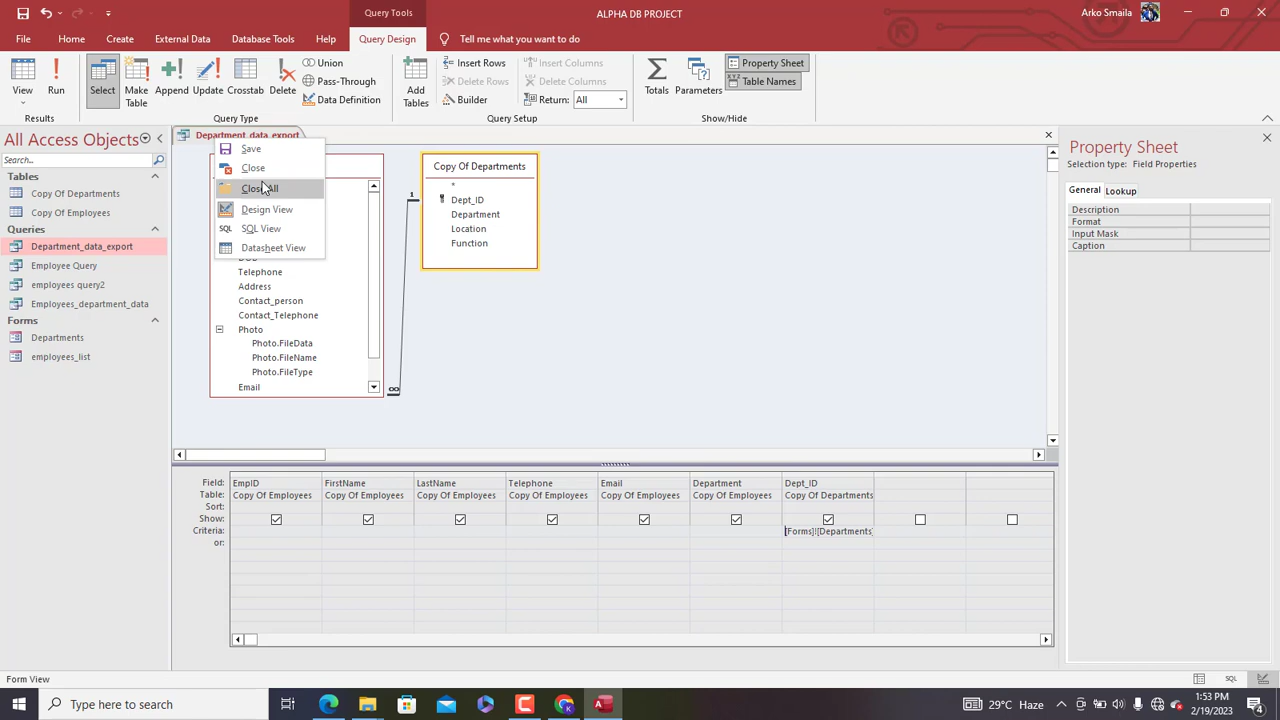 Query Tools
ALPHA DB PROJECT
Arko Smaila
File
Home
Create
External Data
Database Tools
Help
Query Design
Tell me what you want to do
View
Run
Select
Make
Table
Append
Update
Crosstab
Delete
Union
Pass-Through
Data Definition
Add
Tables
Insert Rows
Delete Rows
Builder
Insert Columns
Delete Columns
Return: All
Totals
Parameters
Property Sheet
Table Names
Results
Query Type
Query Setup
Show/Hide
All Access Objects
Search...
Tables
Copy Of Departments
Copy Of Employees
Queries
Department_data_export
Employee Query
employees query2
Employees_department_data
Forms
Departments
employees_list
Department_data_export
Save
Close
Close All
Design View
SQL SQL View
Datasheet View
Telephone
Address
Contact_person
Contact_Telephone
Photo
Photo.FileData
Photo.FileName
Photo.FileType
Email
1
Copy Of Departments
*
Dept_ID
Department
Location
Function
Field: EmpID FirstName LastName Telephone Email Department Dept_ID
Table: Copy Of Employees Copy Of Employees Copy Of Employees Copy Of Employees Copy Of Employees Copy Of Employees Copy Of Departments
Sort:
Show:
Criteria: [Forms]![Departments]
or:
Property Sheet
Selection type: Field Properties
General Lookup
Description
Format
Input Mask
Caption
Form View
SQL
Type here to search
29°C Haze
1:53 PM
2/19/2023